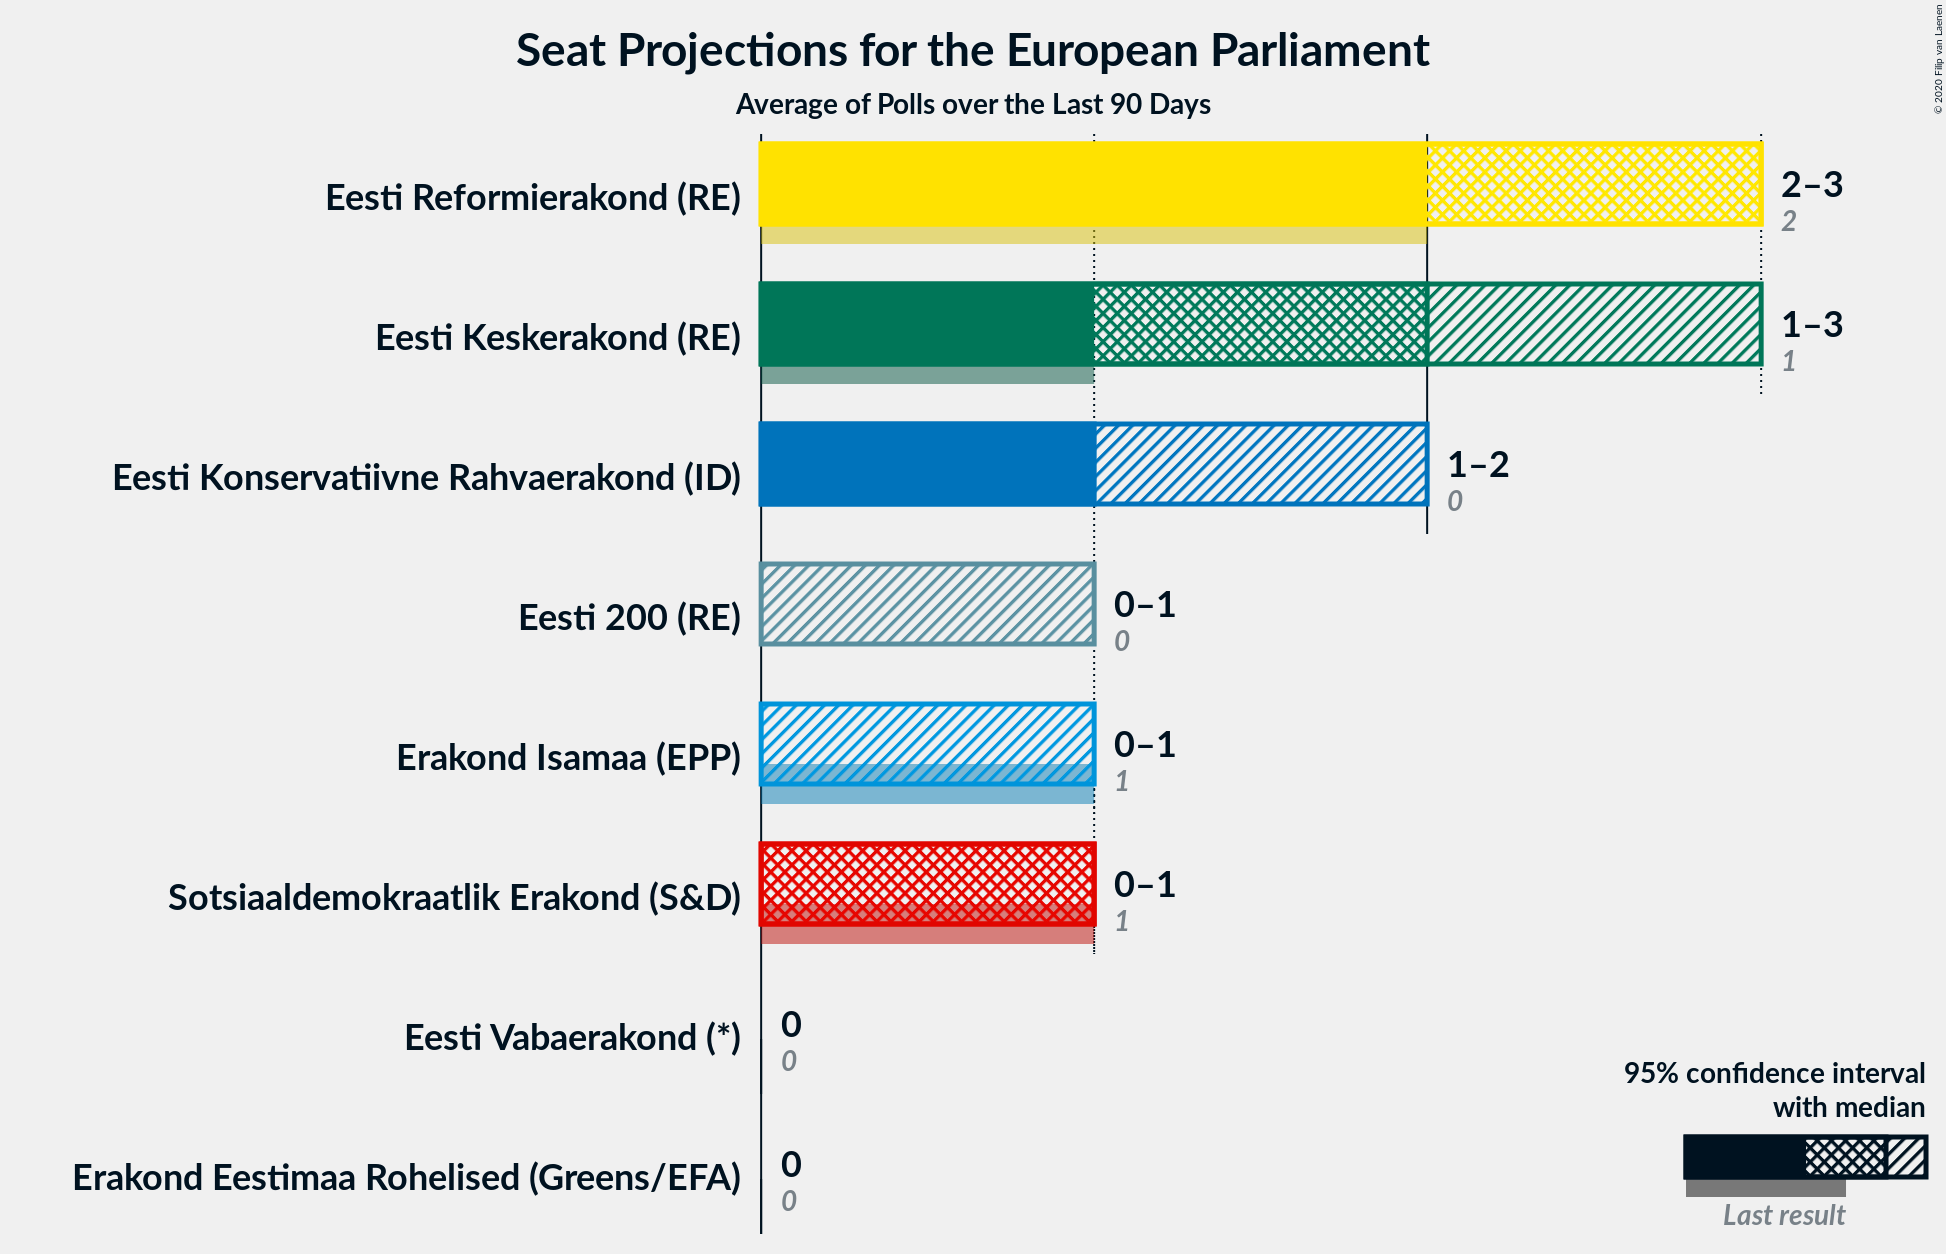 Seat Projections for the European Parliament
Average of Polls over the Last 90 Days
© 2020 Filip van Laenen
Eesti Reformierakond (RE)
2–3
2
Eesti Keskerakond (RE)
1–3
1
Eesti Konservatiivne Rahvaerakond (ID)
1–2
0
Eesti 200 (RE)
0–1
0
Erakond Isamaa (EPP)
0–1
1
Sotsiaaldemokraatlik Erakond (S&D)
0–1
1
Eesti Vabaerakond (*)
0
0
Erakond Eestimaa Rohelised (Greens/EFA)
0
0
95% confidence interval
with median
Last result